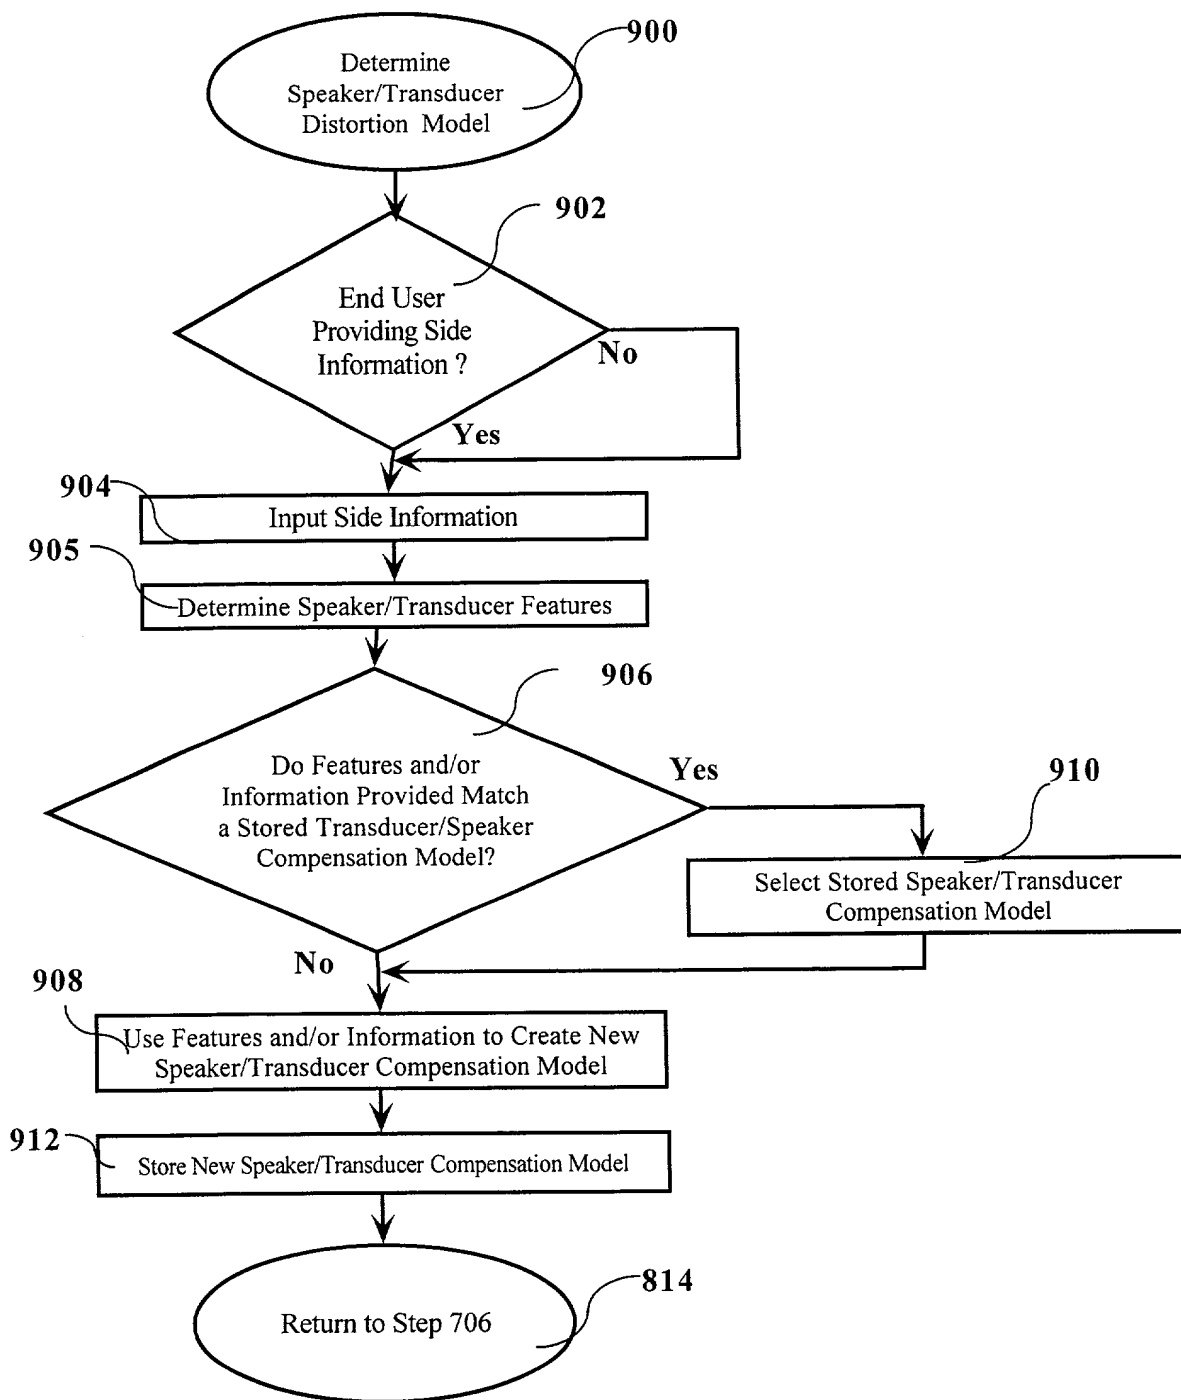 900
Determine
Speaker/Transducer
Distortion Model
902
End User
Providing Side
Information ?
No
Yes
904
Input Side Information
905
Determine Speaker/Transducer Features
906
Do Features and/or
Information Provided Match
a Stored Transducer/Speaker
Compensation Model?
Yes
910
Select Stored Speaker/Transducer
Compensation Model
No
908
Use Features and/or Information to Create New
Speaker/Transducer Compensation Model
912
Store New Speaker/Transducer Compensation Model
814
Return to Step 706